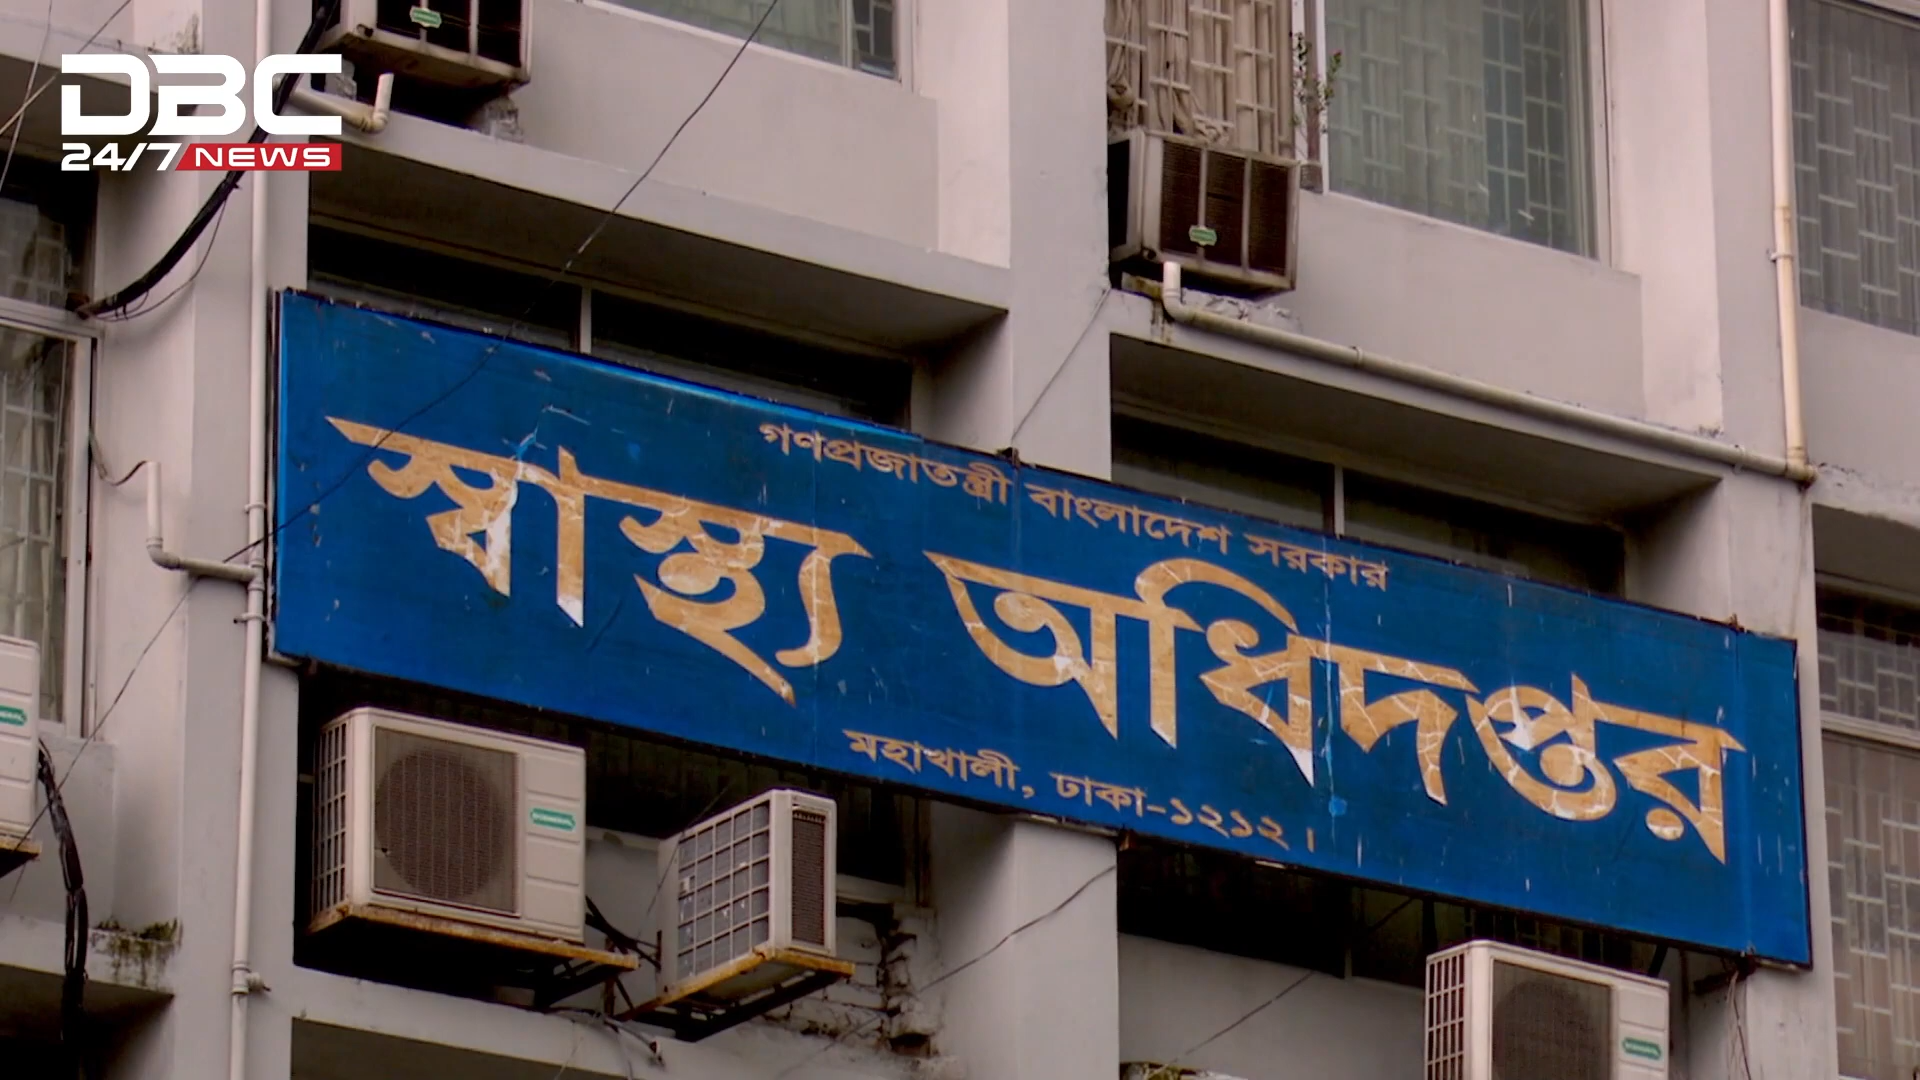 DBC
24/7 NEWS
গণপ্রজাতন্ত্রী বাংলাদেশ সরকার
স্বাস্থ্য অধিদপ্তর
মহাখালী, ঢাকা-১২১২।